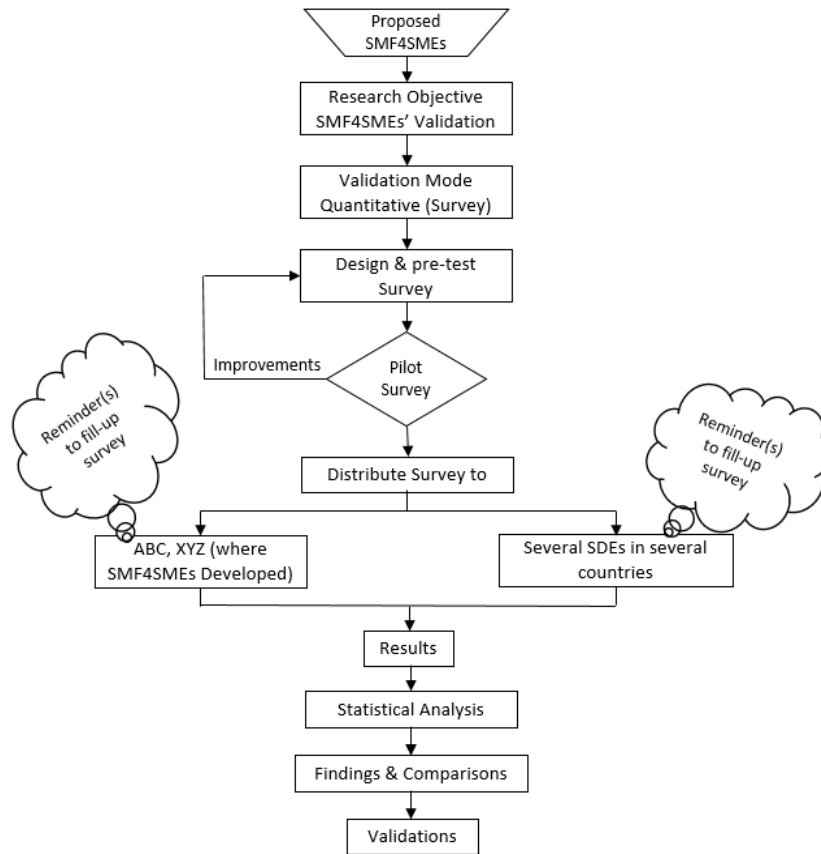 Proposed
SMF4SMEs
Research Objective
SMF4SMEs' Validation
Validation Mode
Quantitative (Survey)
Design & pre-test
Survey
Improvements
Pilot
Survey
Reminder(s)
to fill-up
survey
Reminder(s)
to fill-up
survey
Distribute Survey to
ABC, XYZ (where
SMF4SMEs Developed)
Several SDEs in several
countries
Results
Statistical Analysis
Findings & Comparisons
Validations